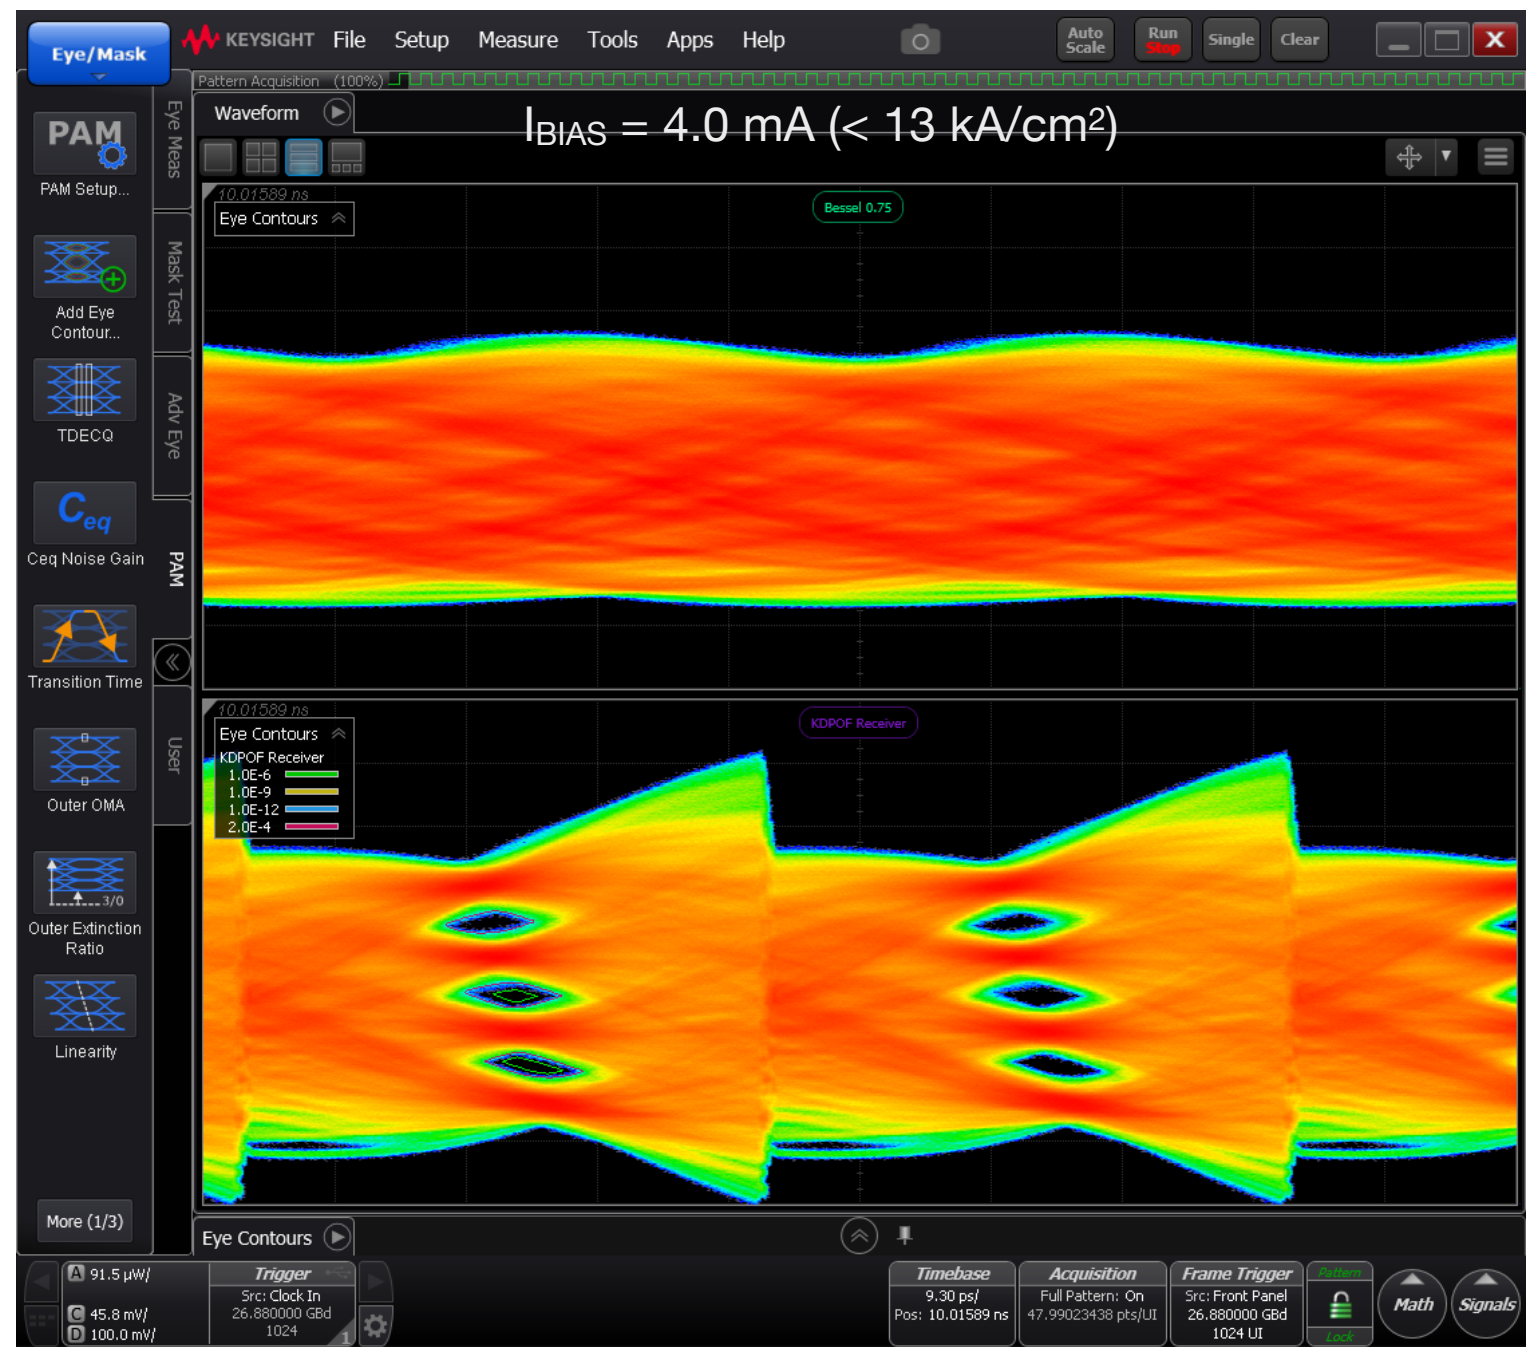 Eye/Mask
KEYSIGHT File Setup Measure Tools Apps Help
Auto Scale
Run Stop
Single
Clear
X
Pattern Acquisition (100%)
Waveform
I_BIAS = 4.0 mA (< 13 kA/cm²)
PAM
PAM Setup...
Add Eye
Contour...
TDECQ
Ceq
Ceq Noise Gain
Transition Time
Outer OMA
3/0
Outer Extinction
Ratio
Linearity
More (1/3)
Eye Meas
Mask Test
Adv Eye
PAM
User
10.01589 ns
Eye Contours
Bessel 0.75
10.01589 ns
Eye Contours
KDPOF Receiver
1.0E-6
1.0E-9
1.0E-12
2.0E-4
KDPOF Receiver
Eye Contours
A 91.5 µW/
C 45.8 mV/
D 100.0 mV/
Trigger
Src: Clock In
26.880000 GBd
1024
1
Timebase
9.30 ps/
Pos: 10.01589 ns
Acquisition
Full Pattern: On
47.99023438 pts/UI
Frame Trigger
Src: Front Panel
26.880000 GBd
1024 UI
Pattern
Lock
Math
Signals